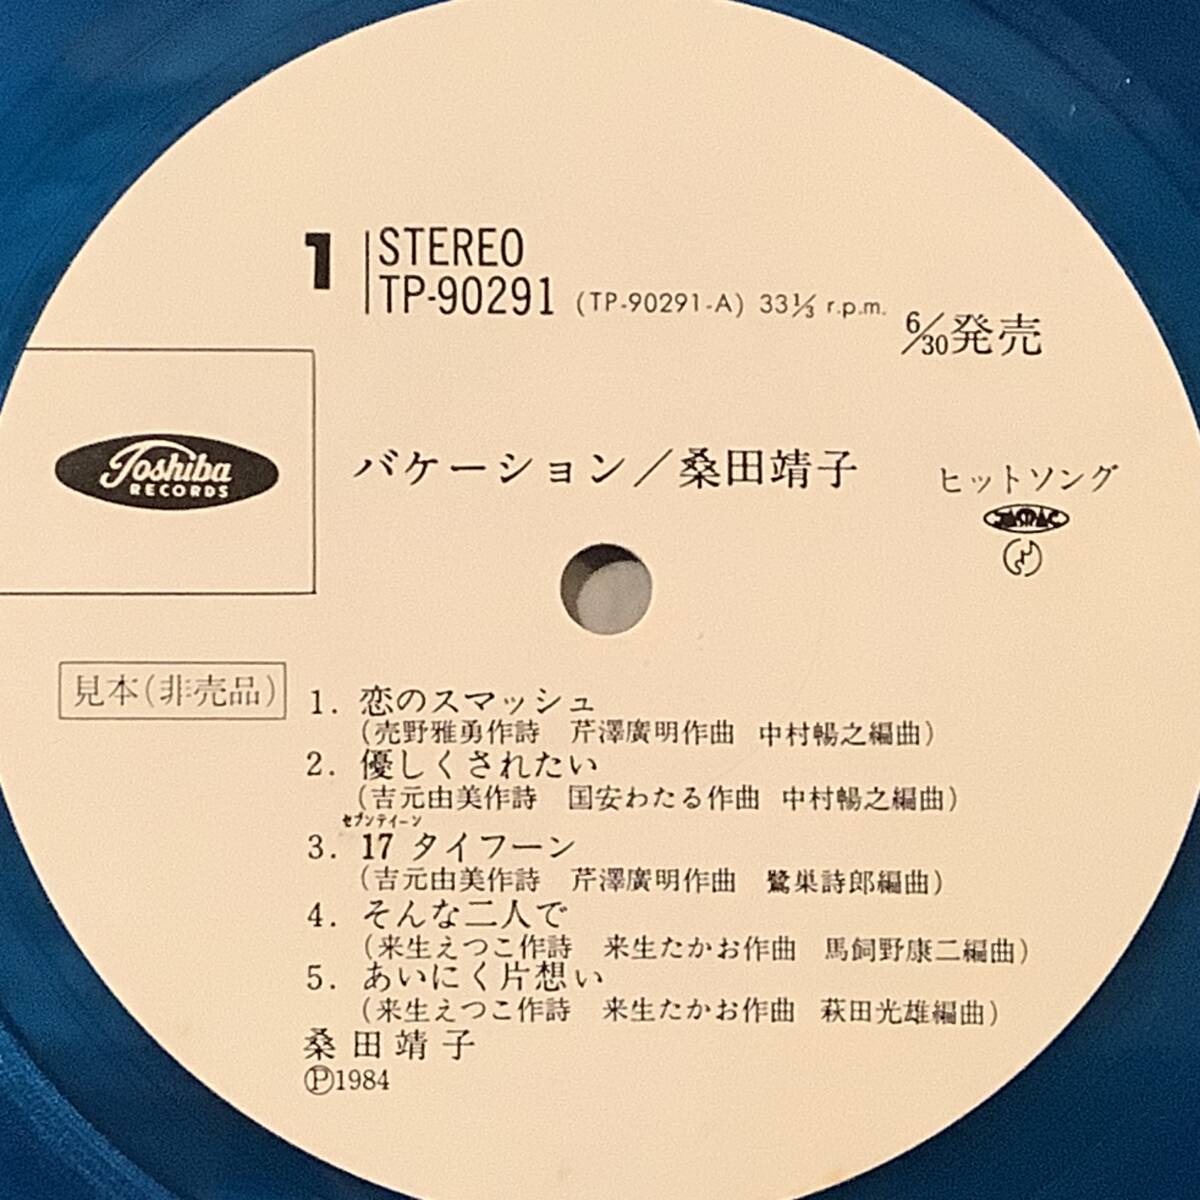 1 STEREO
TP-90291 (TP-90291-A) 33⅓ r.p.m.
6/30発売
Toshiba
RECORDS
バケーション/桑田靖子
ヒットソング
JASRAC
見本(非売品)
1. 恋のスマッシュ
(売野雅勇作詩 芹澤廣明作曲 中村暢之編曲)
2. 優しくされたい
(吉元由美作詩 国安わたる作曲 中村暢之編曲)
セブンティーン
3. 17 タイフーン
(吉元由美作詩 芹澤廣明作曲 鷺巣詩郎編曲)
4. そんな二人で
(来生えつこ作詩 来生たかお作曲 馬飼野康二編曲)
5. あいにく片想い
(来生えつこ作詩 来生たかお作曲 萩田光雄編曲)
桑田靖子
Ⓟ1984